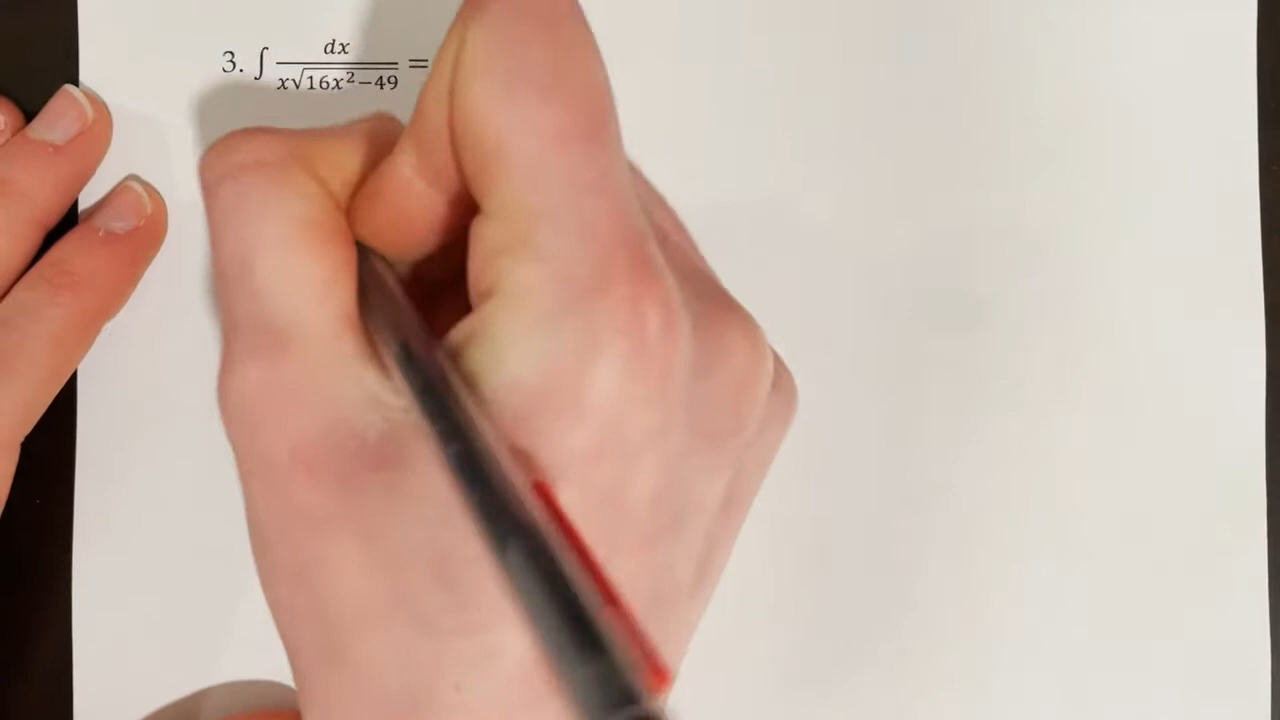 3. ∫ dx / x√16x²−49 =